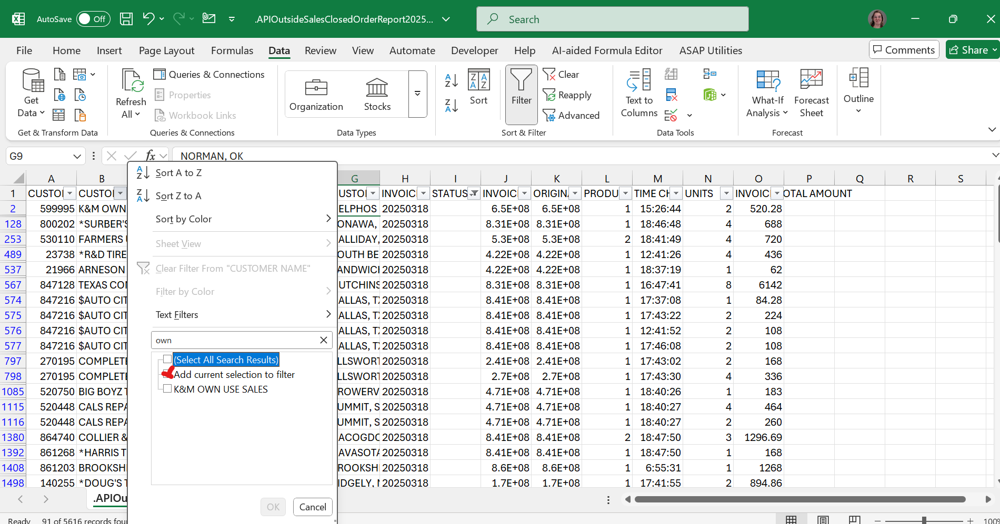 AutoSave Off .APIOutsideSalesClosedOrderReport2025... Search
File Home Insert Page Layout Formulas Data Review View Automate Developer Help AI-aided Formula Editor ASAP Utilities Comments Share
Get Data
Refresh All
Queries & Connections
Properties
Workbook Links
Organization Stocks
Sort
Filter
Clear
Reapply
Advanced
Text to Columns
What-If Analysis
Forecast Sheet
Outline
Get & Transform Data Queries & Connections Data Types Sort & Filter Data Tools Forecast
G9 fx NORMAN, OK
A B G H I J K L M N O P Q R S
1 CUSTO CUSTO USTO INVOIC STATUS INVOIC ORIGIN PRODU TIME CH UNITS INVOIC OTAL AMOUNT
2 599995 K&M OWN ELPHOS 20250318 6.5E+08 6.5E+08 1 15:26:44 2 520.28
128 800202 *SURBER'S ONAWA, 20250318 8.31E+08 8.31E+08 1 18:46:48 4 688
253 530110 FARMERS ALLIDAY, 20250318 5.3E+08 5.3E+08 2 18:41:49 4 720
489 23738 *R&D TIRE OUTH BE 20250318 4.22E+08 4.22E+08 1 12:41:26 4 436
537 21966 ARNESON ANDWICH 20250318 4.22E+08 4.22E+08 1 18:37:19 1 62
567 847128 TEXAS CO UTCHINS 20250318 8.31E+08 8.31E+08 1 16:47:41 8 6142
574 847216 $AUTO CIT ALLAS, TX 20250318 8.41E+08 8.41E+08 1 17:37:08 1 84.28
575 847216 $AUTO CIT ALLAS, TX 20250318 8.41E+08 8.41E+08 1 17:43:22 2 224
576 847216 $AUTO CIT ALLAS, TX 20250318 8.41E+08 8.41E+08 1 12:41:52 2 108
577 847216 $AUTO CIT ALLAS, TX 20250318 8.41E+08 8.41E+08 1 17:46:08 2 108
797 270195 COMPLETE LLSWORT 20250318 2.41E+08 2.41E+08 1 17:43:02 2 168
798 270195 COMPLETE LLSWORT 20250318 2.7E+08 2.7E+08 1 17:43:30 4 336
1085 520750 BIG BOYZ T ROWERV 20250318 4.71E+08 4.71E+08 1 18:40:26 1 183
1115 520448 CALS REPA UMMIT, S 20250318 4.71E+08 4.71E+08 1 18:40:27 4 464
1116 520448 CALS REPA UMMIT, S 20250318 4.71E+08 4.71E+08 1 18:40:27 2 260
1380 864740 COLLIER & ACOGDO 20250318 8.41E+08 8.41E+08 2 18:47:50 3 1296.69
1392 861268 *HARRIS T AVASOTA 20250318 8.41E+08 8.41E+08 1 18:47:50 1 168
1408 861203 BROOKSHI ROOKSHI 20250318 8.6E+08 8.6E+08 1 6:55:31 1 1268
1498 140255 *DOUG'S T IDGELY, 20250318 1.7E+08 1.7E+08 1 17:41:55 2 894.86
Sort A to Z
Sort Z to A
Sort by Color
Sheet View
Clear Filter From "CUSTOMER NAME"
Filter by Color
Text Filters
own
(Select All Search Results)
Add current selection to filter
K&M OWN USE SALES
OK Cancel
.APIOu
Ready 91 of 5616 records fou 100%